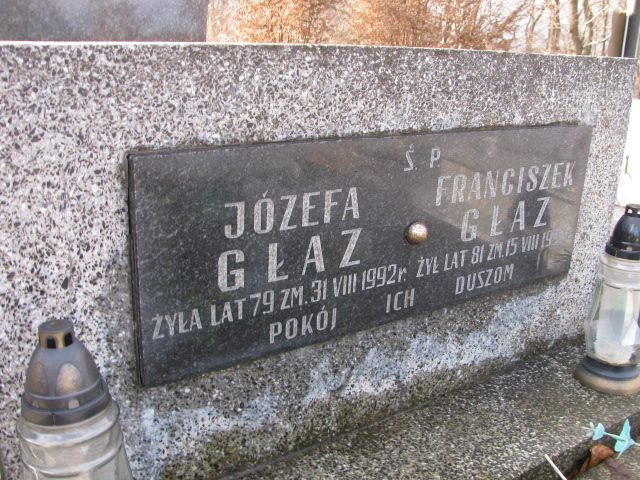 Ś. P.
JÓZEFA
GŁAZ
ŻYŁA LAT 79 ZM. 31 VIII 1992 r.
FRANCISZEK
GŁAZ
ŻYŁ LAT 81 ZM. 15 VIII
POKÓJ ICH DUSZOM